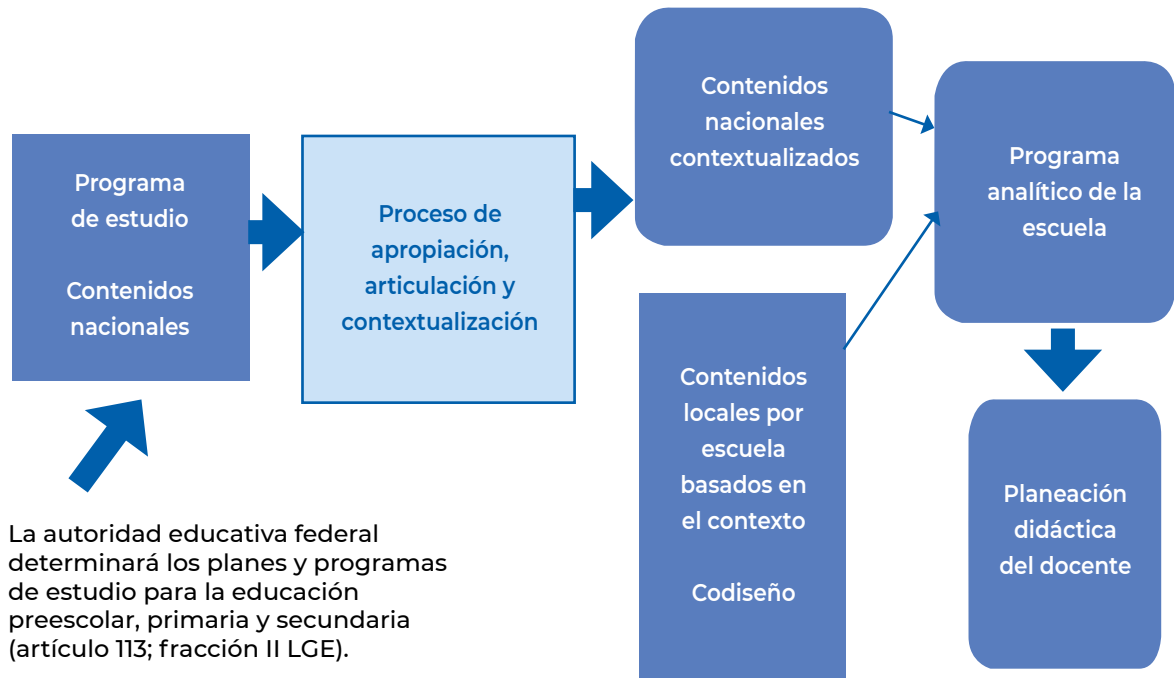 Programa
de estudio
Contenidos
nacionales
Proceso de
apropiación,
articulación y
contextualización
Contenidos
nacionales
contextualizados
Programa
analítico de la
escuela
Contenidos
locales por
escuela
basados en
el contexto
Codiseño
Planeación
didáctica
del docente
La autoridad educativa federal
determinará los planes y programas
de estudio para la educación
preescolar, primaria y secundaria
(artículo 113; fracción II LGE).